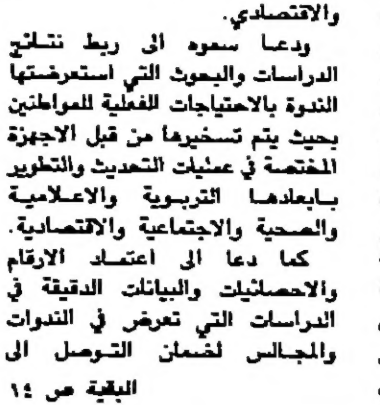 والاقتصادي.
ودعا سموه الى ربط نتائج
الدراسات والبحوث التي استعرضتها
الندوة بالاحتياجات الفعلية للمواطنين
بحيث يتم تسخيرها من قبل الاجهزة
المختصة في عمليات التحديث والتطوير
بابعادها التربوية والاعلامية
والصحية والاجتماعية والاقتصادية.
كما دعا الى اعتماد الارقام
والاحصائيات والبيانات الدقيقة في
الدراسات التي تعرض في الندوات
والمجالس لضمان التوصل الى
البقية ص ١٤